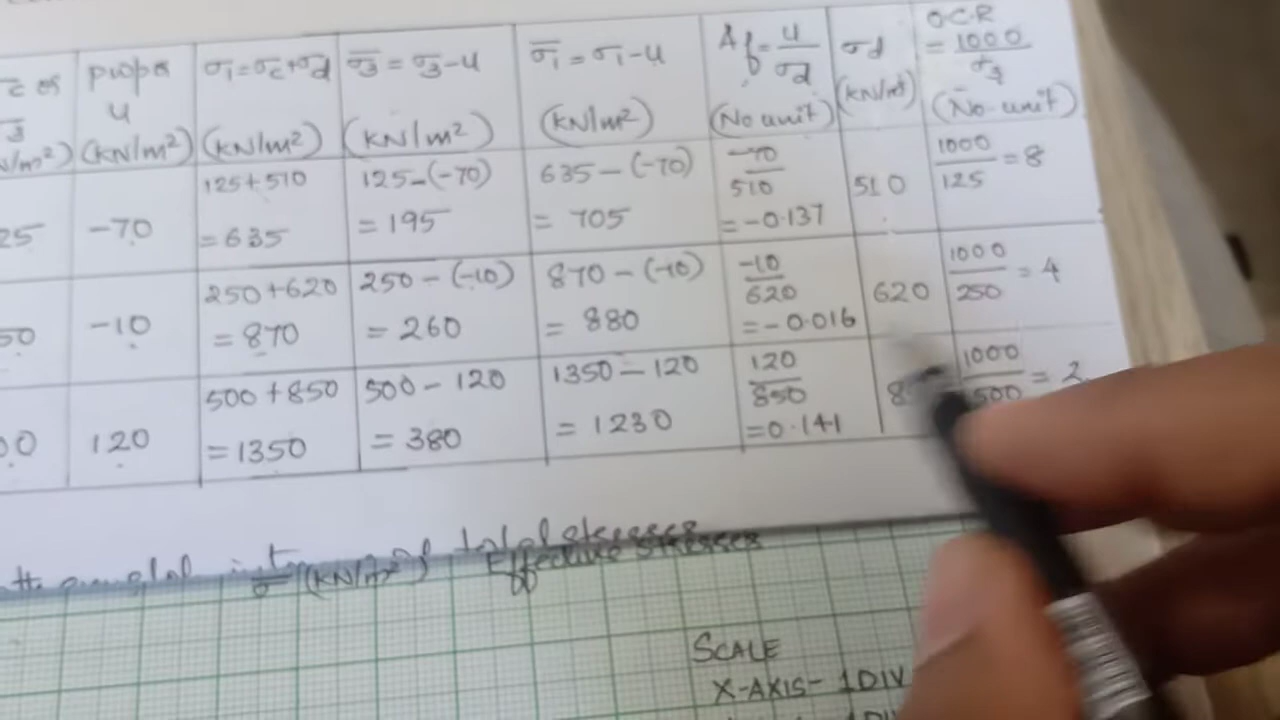 σc or pwp u σ1=σc+σd σ̅3 = σ3-u σ̅1 = σ1-u Af = u/σd σd O.C.R = 1000/σ3
(kN/m²) (kN/m²) (kN/m²) (kN/m²) (No unit) (kN/m²) (No-unit)
25 -70 125+510 = 635 125-(-70) = 195 635-(-70) = 705 -70/510 = -0.137 510 1000/125 = 8
50 -10 250+620 = 870 250-(-10) = 260 870-(-10) = 880 -10/620 = -0.016 620 1000/250 = 4
00 120 500+850 = 1350 500-120 = 380 1350-120 = 1230 120/850 = 0.141 8 1000/500 = 2
σ̅ (kN/m²) total stresses
Effective stresses
SCALE
X-AXIS- 1DIV